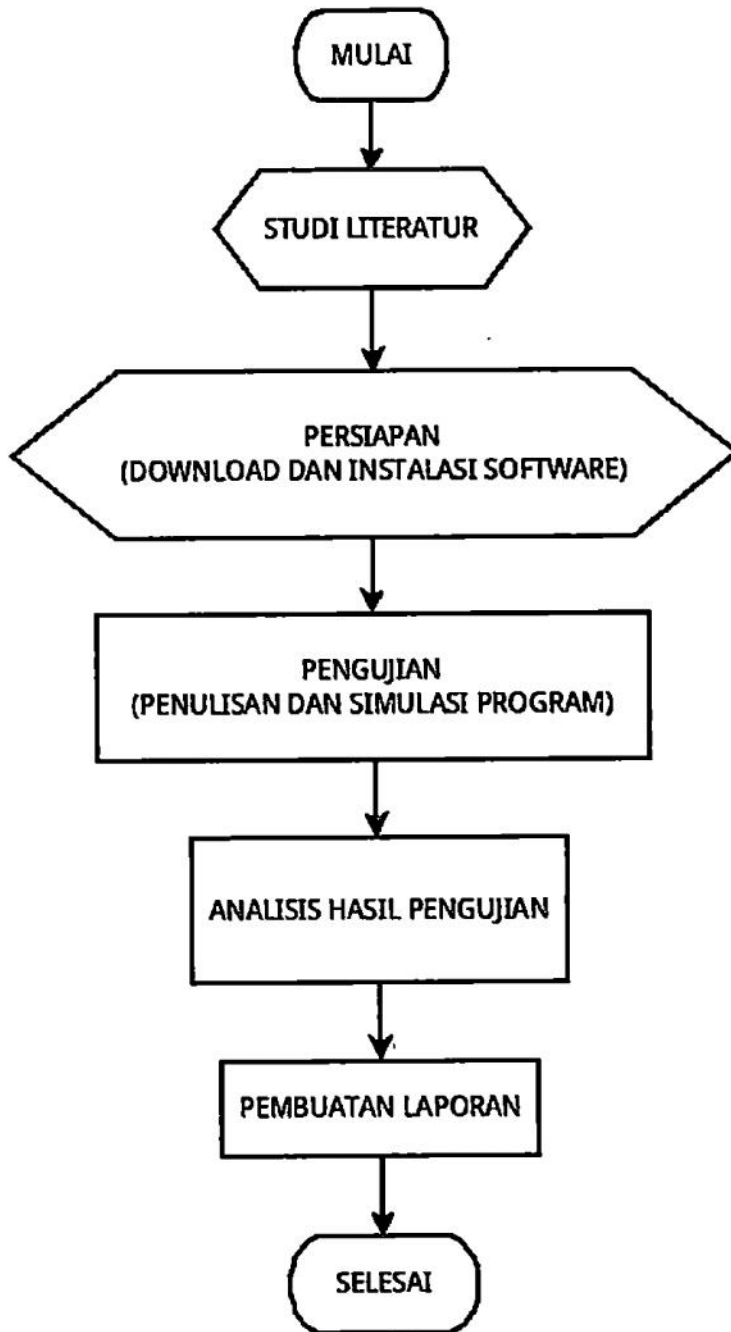 MULAI
STUDI LITERATUR
PERSIAPAN
(DOWNLOAD DAN INSTALASI SOFTWARE)
PENGUJIAN
(PENULISAN DAN SIMULASI PROGRAM)
ANALISIS HASIL PENGUJIAN
PEMBUATAN LAPORAN
SELESAI